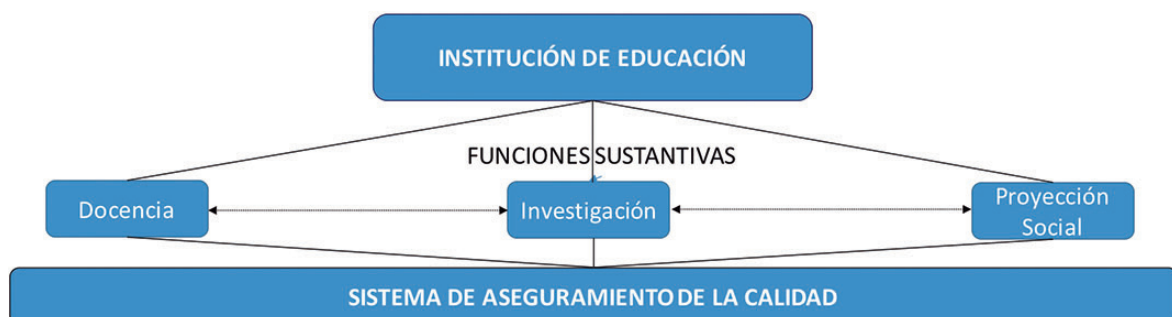 INSTITUCIÓN DE EDUCACIÓN
FUNCIONES SUSTANTIVAS
Docencia
Investigación
Proyección
Social
SISTEMA DE ASEGURAMIENTO DE LA CALIDAD